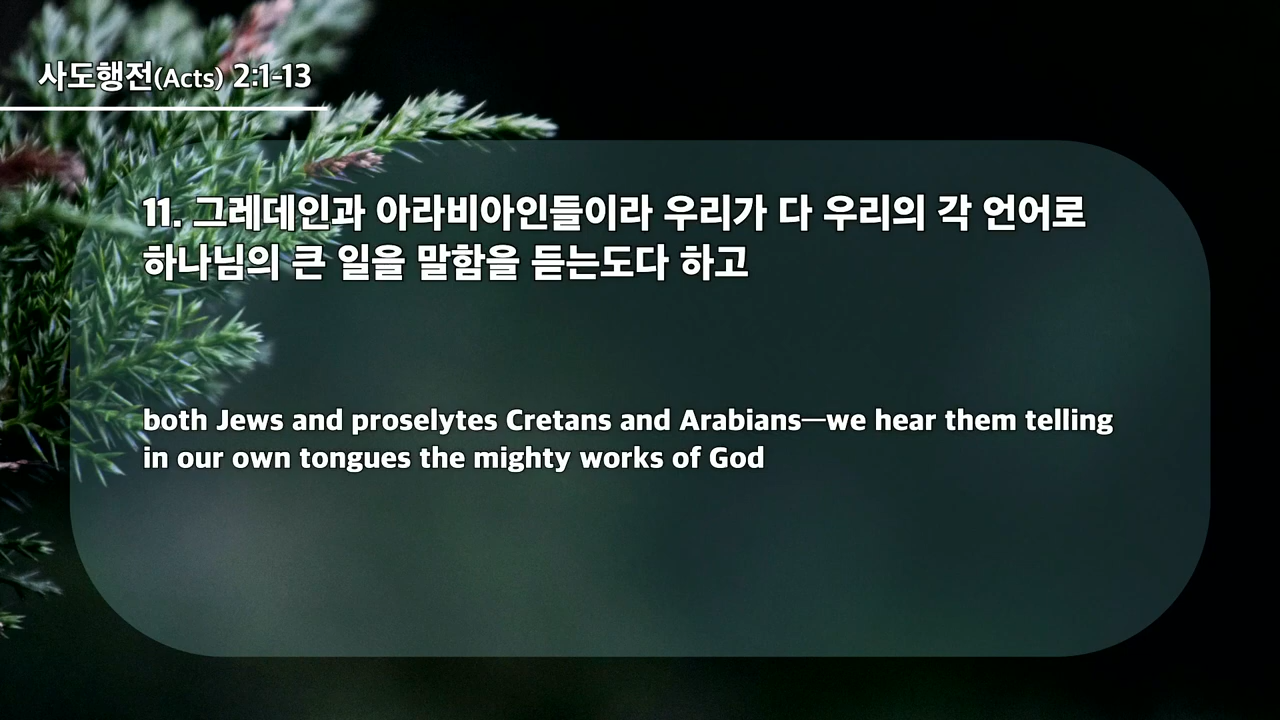 사도행전(Acts) 2:1-13
11. 그레데인과 아라비아인들이라 우리가 다 우리의 각 언어로
하나님의 큰 일을 말함을 듣는도다 하고
both Jews and proselytes Cretans and Arabians—we hear them telling
in our own tongues the mighty works of God